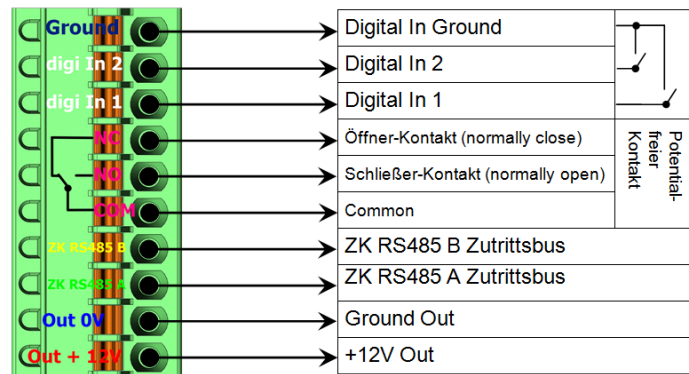 Ground
Digital In Ground
digi In 2
Digital In 2
digi In 1
Digital In 1
NC
Öffner-Kontakt (normally close)
NO
Schließer-Kontakt (normally open)
COM
Common
Potential-
freier
Kontakt
ZK RS485 B
ZK RS485 B Zutrittsbus
ZK RS485 A
ZK RS485 A Zutrittsbus
Out 0V
Ground Out
Out + 12V
+12V Out